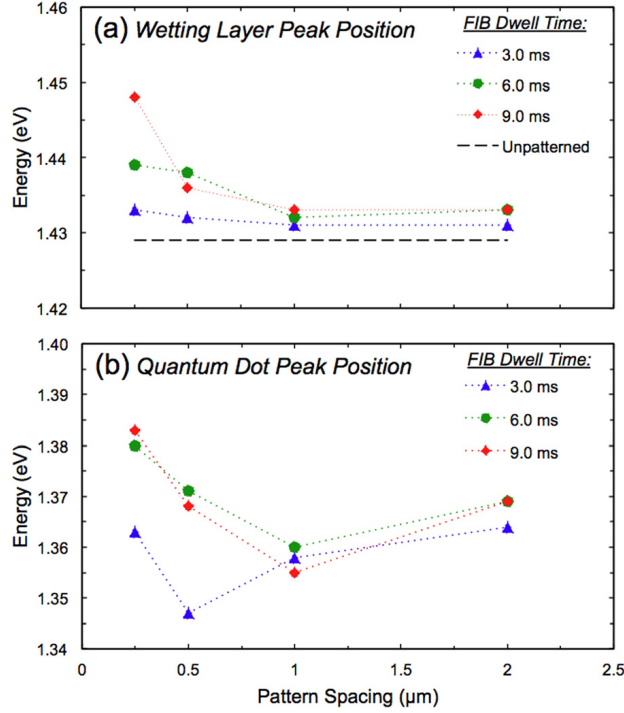 (a) Wetting Layer Peak Position
FIB Dwell Time:
3.0 ms
6.0 ms
9.0 ms
Unpatterned
Energy (eV)
1.46
1.45
1.44
1.43
1.42
(b) Quantum Dot Peak Position
FIB Dwell Time:
3.0 ms
6.0 ms
9.0 ms
Energy (eV)
1.40
1.39
1.38
1.37
1.36
1.35
1.34
0 0.5 1 1.5 2 2.5
Pattern Spacing (µm)